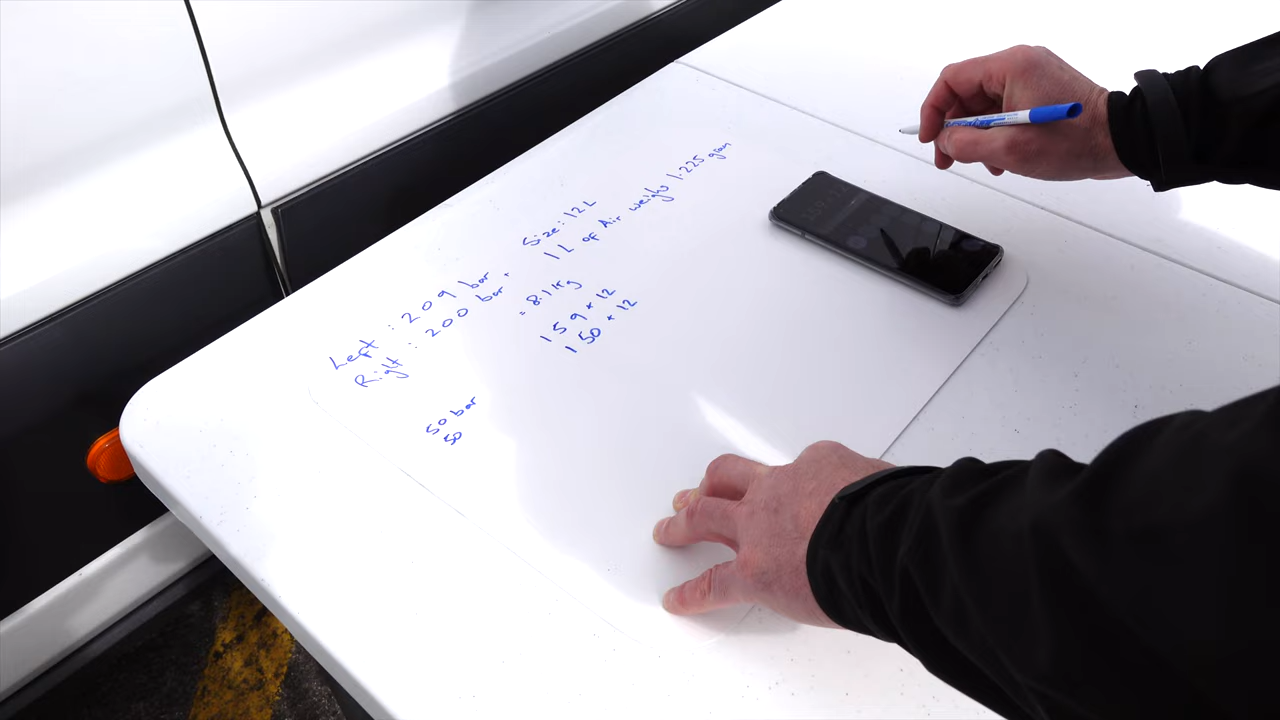 Left : 209 bar
Right : 200 bar.
Size: 12L
1L of Air weighs 1.225 gram
= 8.1kg
159 * 12
150 * 12
50 bar
50